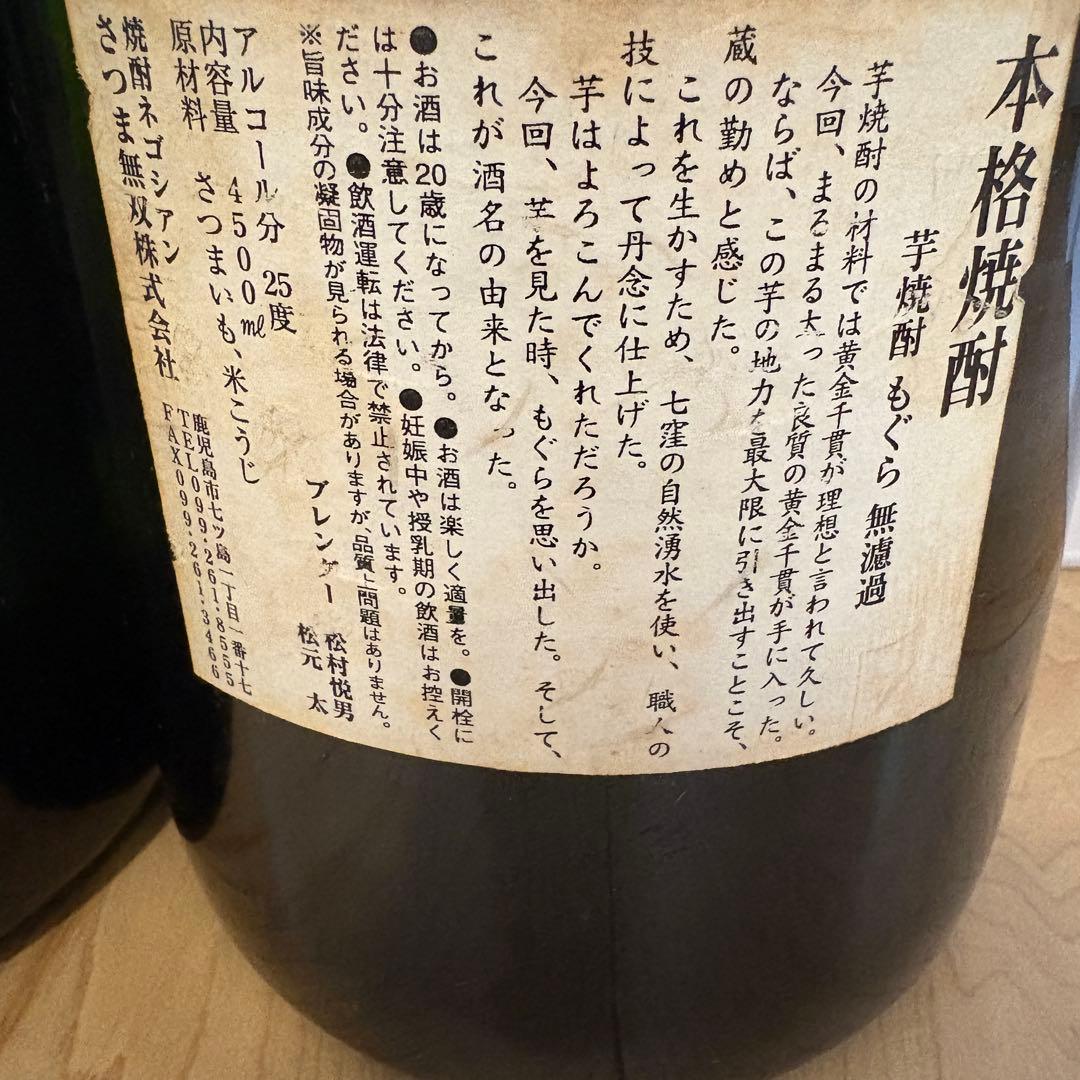 本格焼酎
芋焼酎 もぐら 無濾過
芋焼酎の材料では黄金千貫が理想と言われて久しい。
今回、まるまる太った良質の黄金千貫が手に入った。
ならば、この芋の地力を最大限に引き出すことこそ、
蔵の勤めと感じた。
これを生かすため、七窪の自然湧水を使い、職人の
技によって丹念に仕上げた。
芋はよろこんでくれただろうか。
今回、芋を見た時、もぐらを思い出した。そして、
これが酒名の由来となった。
●お酒は20歳になってから。●お酒は楽しく適量を。●開栓に
は十分注意してください。●妊娠中や授乳期の飲酒はお控えく
ださい。●飲酒運転は法律で禁止されています。
※旨味成分の凝固物が見られる場合がありますが、品質上問題はありません。
ブレンダー 松村悦男
松元 太
アルコール分 25度
内容量 4500㎖
原材料 さつまいも、米こうじ
焼酎ネゴシアン
さつま無双株式会社
鹿児島市七ツ島一丁目一番十七
TEL099・261・8555
FAX099・261・3466